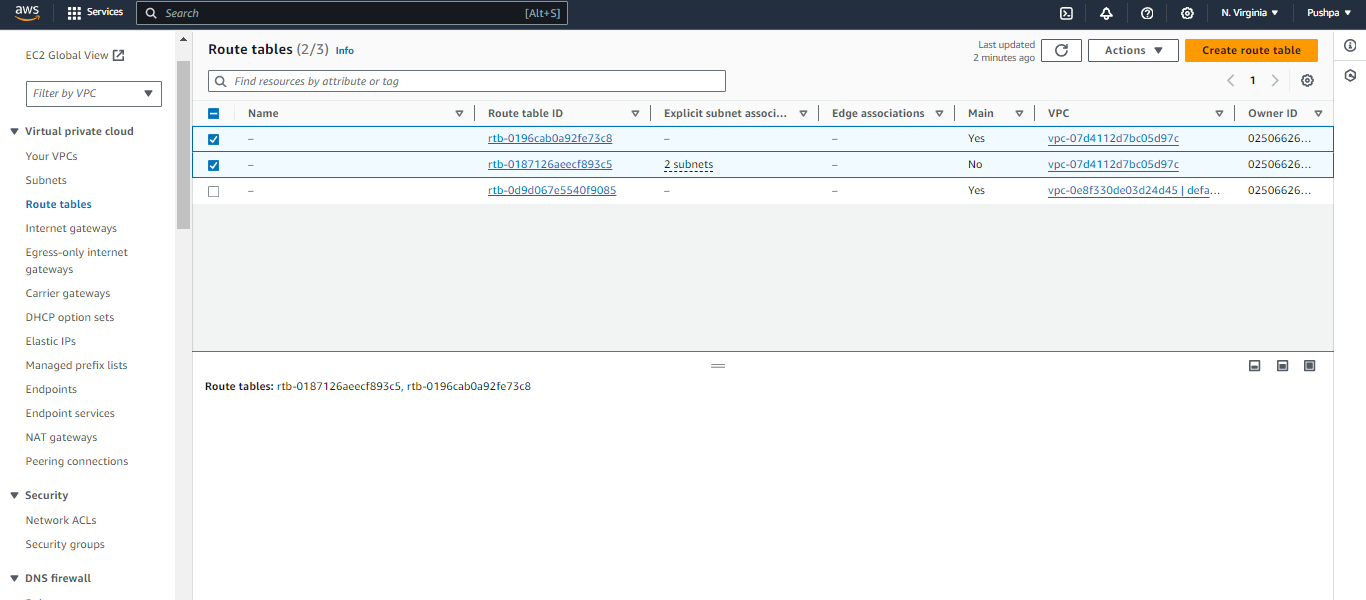 aws
Services
Search
[Alt+S]
N. Virginia
Pushpa
EC2 Global View
Filter by VPC
Virtual private cloud
Your VPCs
Subnets
Route tables
Internet gateways
Egress-only internet
gateways
Carrier gateways
DHCP option sets
Elastic IPs
Managed prefix lists
Endpoints
Endpoint services
NAT gateways
Peering connections
Security
Network ACLs
Security groups
DNS firewall
Route tables (2/3) Info
Last updated
2 minutes ago
Actions
Create route table
Find resources by attribute or tag
1
Name Route table ID Explicit subnet associ... Edge associations Main VPC Owner ID
– rtb-0196cab0a92fe73c8 – – Yes vpc-07d4112d7bc05d97c 02506626...
– rtb-0187126aeecf893c5 2 subnets – No vpc-07d4112d7bc05d97c 02506626...
– rtb-0d9d067e5540f9085 – – Yes vpc-0e8f330de03d24d45 | defa... 02506626...
Route tables: rtb-0187126aeecf893c5, rtb-0196cab0a92fe73c8